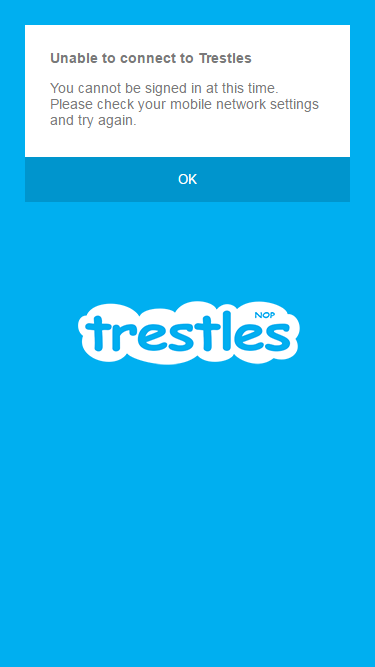 Unable to connect to Trestles
You cannot be signed in at this time.
Please check your mobile network settings
and try again.
OK
NOP
trestles